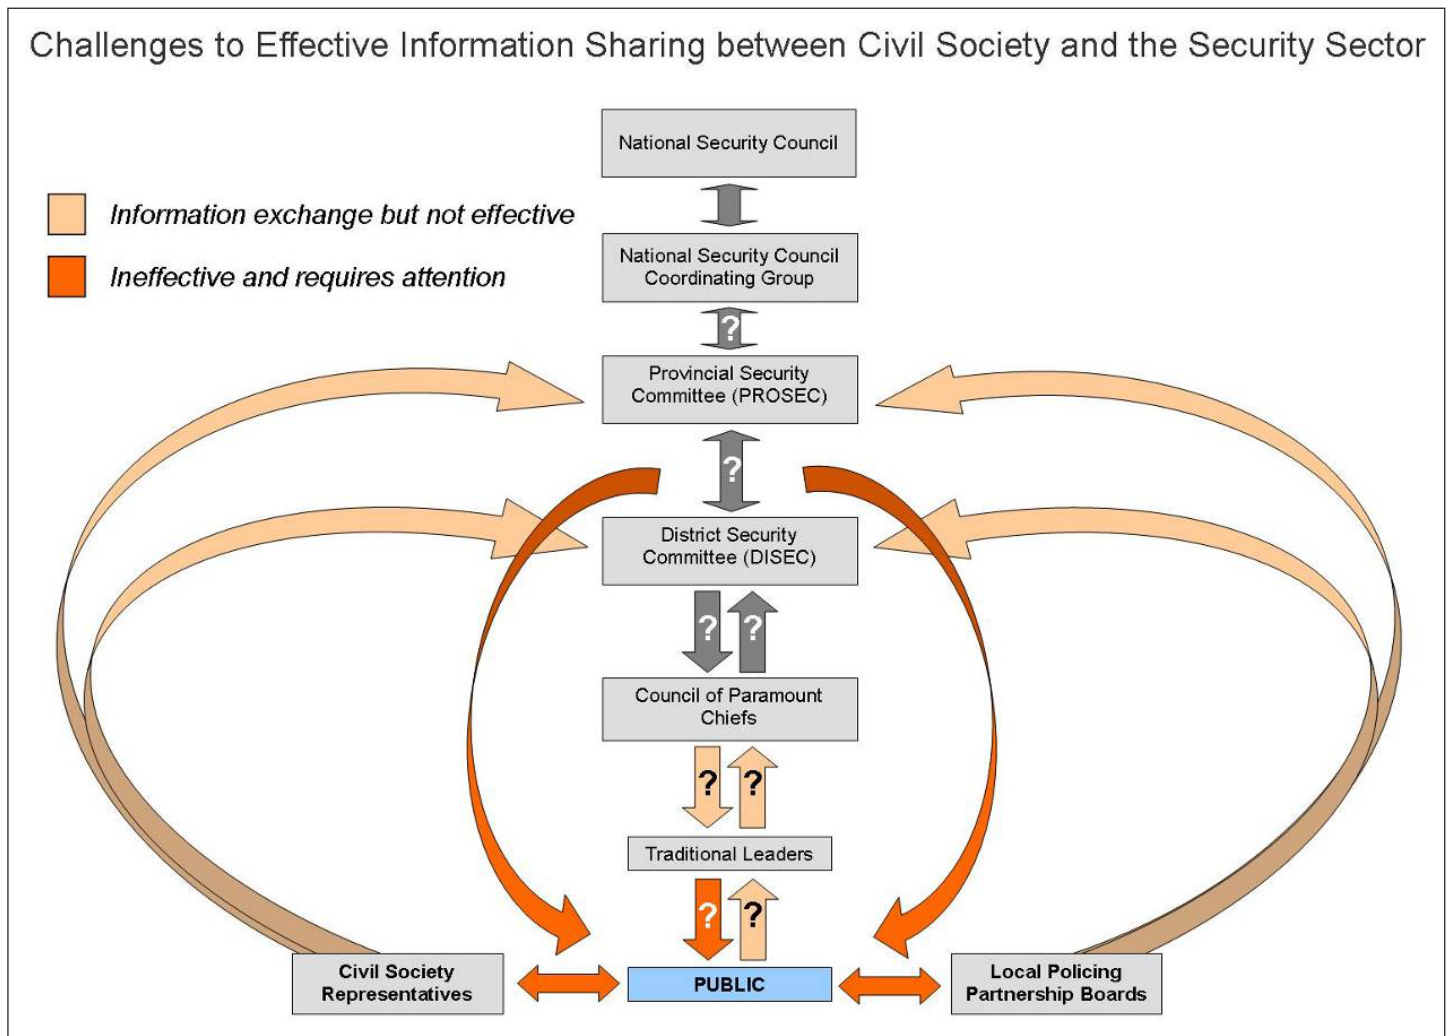 Challenges to Effective Information Sharing between Civil Society and the Security Sector
National Security Council
Information exchange but not effective
Ineffective and requires attention
National Security Council
Coordinating Group
?
Provincial Security
Committee (PROSEC)
?
District Security
Committee (DISEC)
? ?
Council of Paramount
Chiefs
? ?
Traditional Leaders
? ?
Civil Society
Representatives
PUBLIC
Local Policing
Partnership Boards